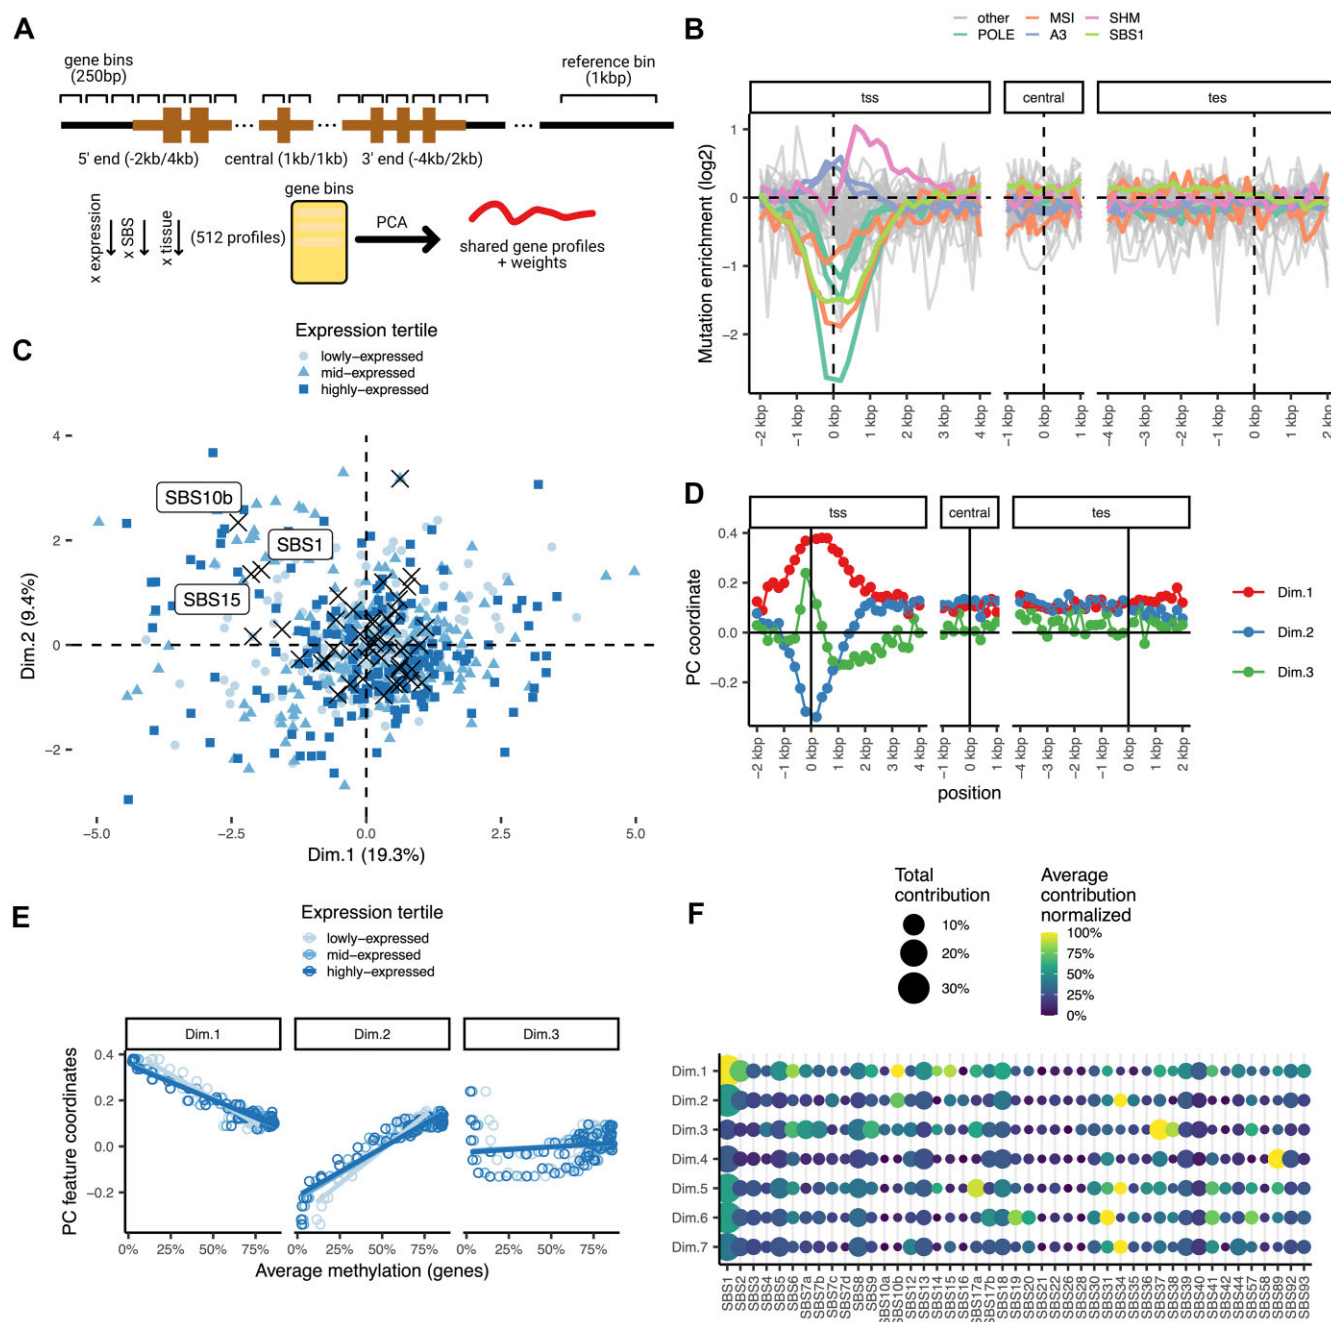 A
gene bins
(250bp)
reference bin
(1kbp)
...
...
...
5' end (-2kb/4kb)
central (1kb/1kb)
3' end (-4kb/2kb)
x expression
x SBS
x tissue
(512 profiles)
gene bins
PCA
shared gene profiles
+ weights
B
other
MSI
SHM
POLE
A3
SBS1
tss
central
tes
Mutation enrichment (log2)
1
0
−1
−2
−2 kbp
−1 kbp
0 kbp
1 kbp
2 kbp
3 kbp
4 kbp
−1 kbp
0 kbp
1 kbp
−4 kbp
−3 kbp
−2 kbp
−1 kbp
0 kbp
1 kbp
2 kbp
C
Expression tertile
lowly−expressed
mid−expressed
highly−expressed
Dim.2 (9.4%)
4
2
0
−2
SBS10b
SBS1
SBS15
−5.0
−2.5
0.0
2.5
5.0
Dim.1 (19.3%)
D
tss
central
tes
PC coordinate
0.4
0.2
0.0
−0.2
−2 kbp
−1 kbp
0 kbp
1 kbp
2 kbp
3 kbp
4 kbp
−1 kbp
0 kbp
1 kbp
−4 kbp
−3 kbp
−2 kbp
−1 kbp
0 kbp
1 kbp
2 kbp
position
Dim.1
Dim.2
Dim.3
E
Expression tertile
lowly−expressed
mid−expressed
highly−expressed
Dim.1
Dim.2
Dim.3
PC feature coordinates
0.4
0.2
0.0
−0.2
0%
25%
50%
75%
0%
25%
50%
75%
0%
25%
50%
75%
Average methylation (genes)
F
Total
contribution
10%
20%
30%
Average
contribution
normalized
100%
75%
50%
25%
0%
Dim.1
Dim.2
Dim.3
Dim.4
Dim.5
Dim.6
Dim.7
SBS1
SBS2
SBS3
SBS4
SBS5
SBS6
SBS7a
SBS7b
SBS7c
SBS7d
SBS8
SBS9
SBS10a
SBS10b
SBS12
SBS13
SBS14
SBS15
SBS16
SBS17a
SBS17b
SBS18
SBS19
SBS20
SBS21
SBS22
SBS26
SBS28
SBS30
SBS31
SBS34
SBS35
SBS36
SBS37
SBS38
SBS39
SBS40
SBS41
SBS42
SBS44
SBS57
SBS58
SBS89
SBS92
SBS93